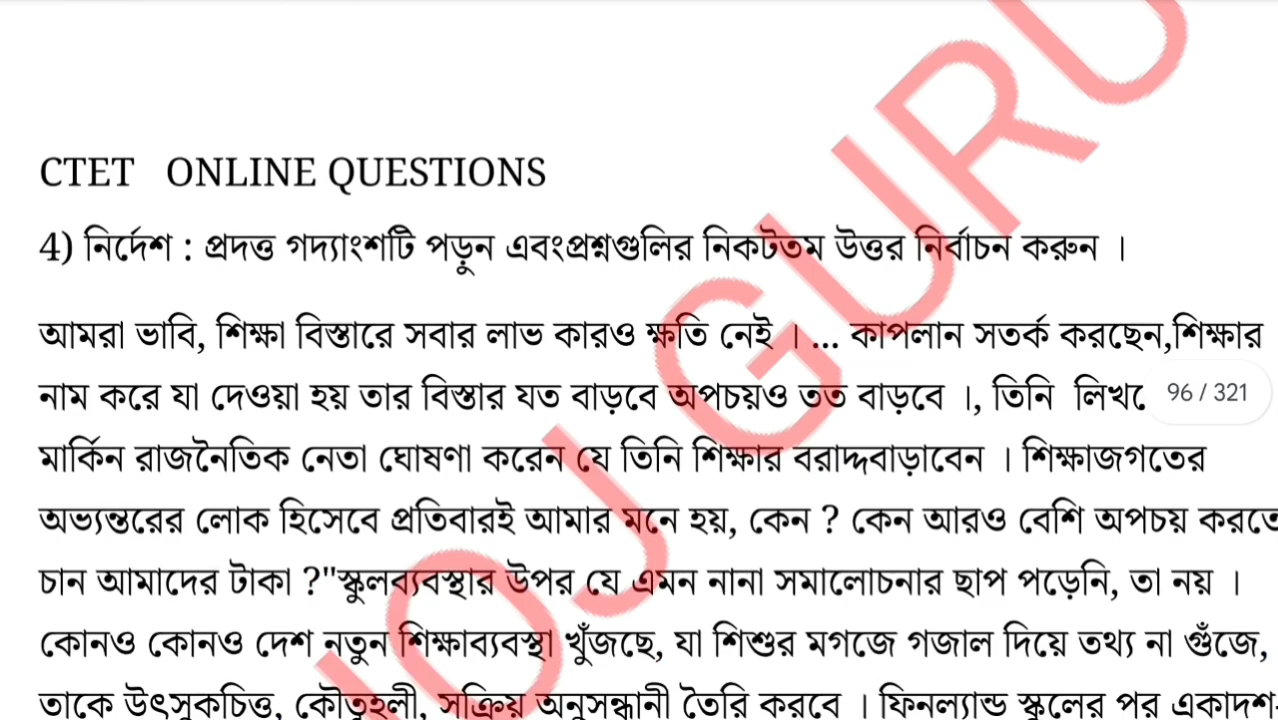 CTET ONLINE QUESTIONS
4) নির্দেশ : প্রদত্ত গদ্যাংশটি পড়ুন এবংপ্রশ্নগুলির নিকটতম উত্তর নির্বাচন করুন ।
আমরা ভাবি, শিক্ষা বিস্তারে সবার লাভ কারও ক্ষতি নেই । ... কাপলান সতর্ক করছেন,শিক্ষার
নাম করে যা দেওয়া হয় তার বিস্তার যত বাড়বে অপচয়ও তত বাড়বে ।, তিনি
96 / 321
মার্কিন রাজনৈতিক নেতা ঘোষণা করেন যে তিনি শিক্ষার বরাদ্দবাড়াবেন । শিক্ষাজগতের
অভ্যন্তরের লোক হিসেবে প্রতিবারই আমার মনে হয়, কেন ? কেন আরও বেশি অপচয়
চান আমাদের টাকা ?"স্কুলব্যবস্থার উপর যে এমন নানা সমালোচনার ছাপ পড়েনি, তা নয় ।
কোনও কোনও দেশ নতুন শিক্ষাব্যবস্থা খুঁজছে, যা শিশুর মগজে গজাল দিয়ে তথ্য না গুঁজে,
তাকে উৎসুকচিত্ত, কৌতূহলী, সক্রিয় অনুসন্ধানী তৈরি করবে । ফিনল্যান্ড স্কুলের পর
GURU